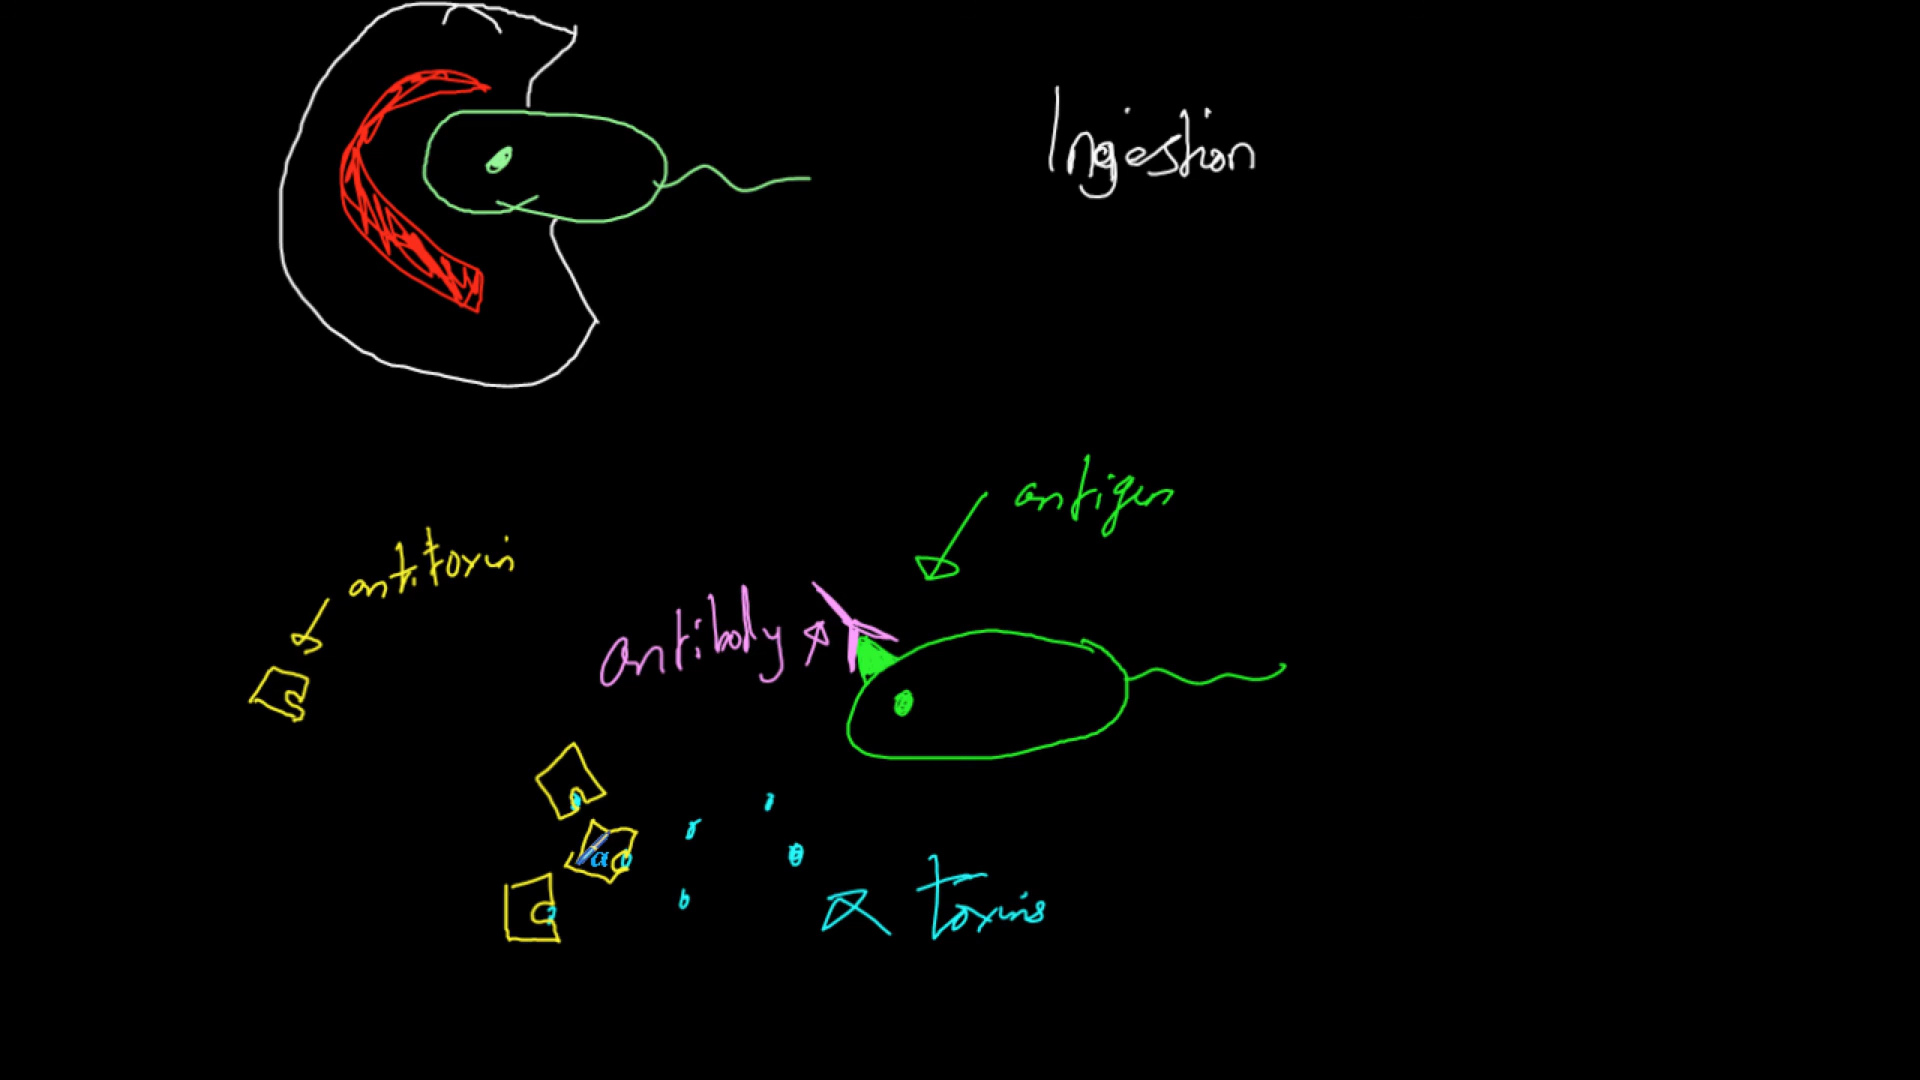 Ingestion
antigen
antitoxin
antibody
toxins